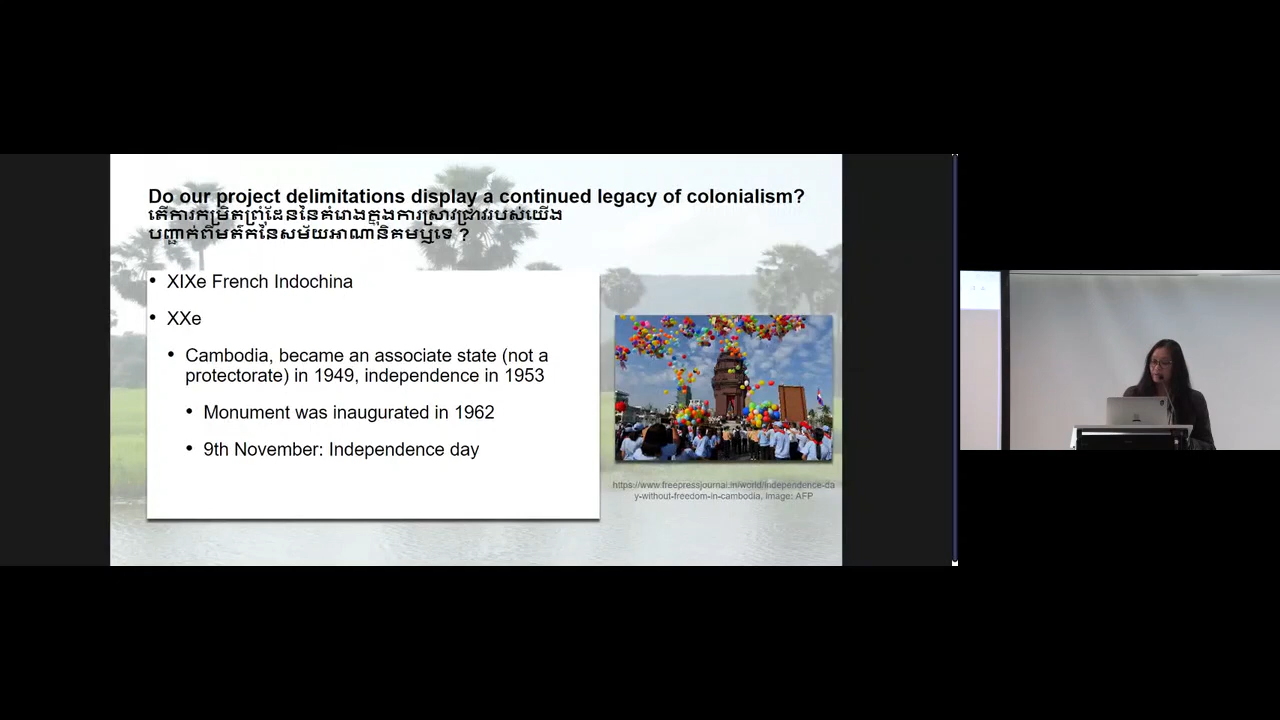 Do our project delimitations display a continued legacy of colonialism?
តើការកម្រិតព្រំដែននៃគំរោងក្នុងការស្រាវជ្រាវរបស់យើង
បញ្ជាក់ពីមត៌កនៃសម័យអាណានិគមឬទេ ?
• XIXe French Indochina
• XXe
• Cambodia, became an associate state (not a
protectorate) in 1949, independence in 1953
• Monument was inaugurated in 1962
• 9th November: Independence day
https://www.freepressjournal.in/world/independence-da
y-without-freedom-in-cambodia, Image: AFP